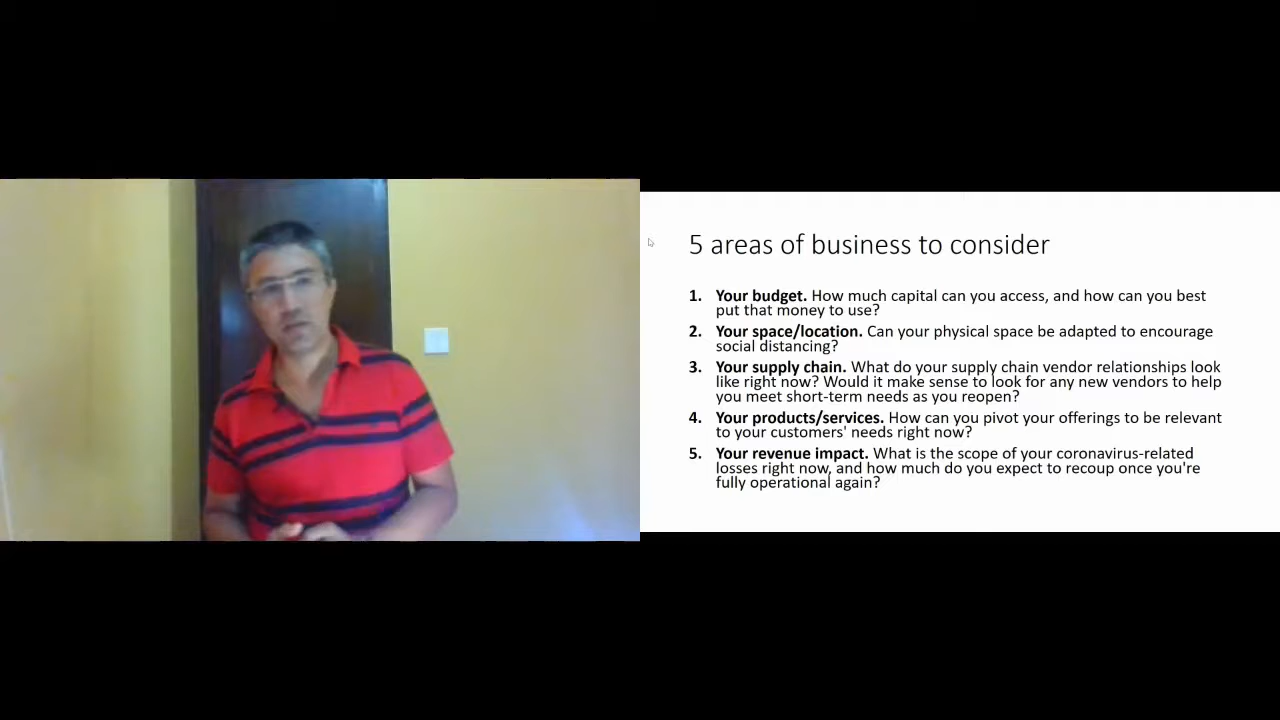 5 areas of business to consider
1. Your budget. How much capital can you access, and how can you best
put that money to use?
2. Your space/location. Can your physical space be adapted to encourage
social distancing?
3. Your supply chain. What do your supply chain vendor relationships look
like right now? Would it make sense to look for any new vendors to help
you meet short-term needs as you reopen?
4. Your products/services. How can you pivot your offerings to be relevant
to your customers' needs right now?
5. Your revenue impact. What is the scope of your coronavirus-related
losses right now, and how much do you expect to recoup once you're
fully operational again?